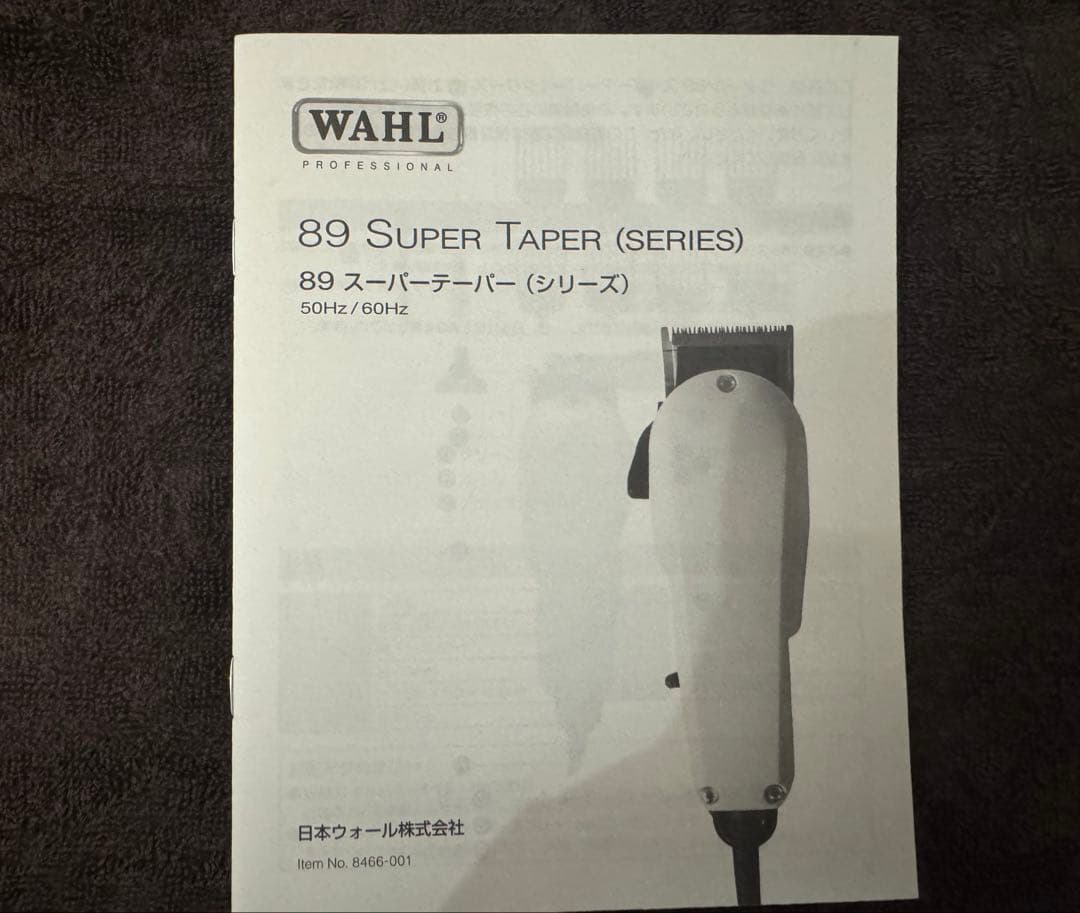 WAHL®
PROFESSIONAL
89 SUPER TAPER (SERIES)
89 スーパーテーパー（シリーズ）
50Hz/60Hz
日本ウォール株式会社
Item No. 8466-001